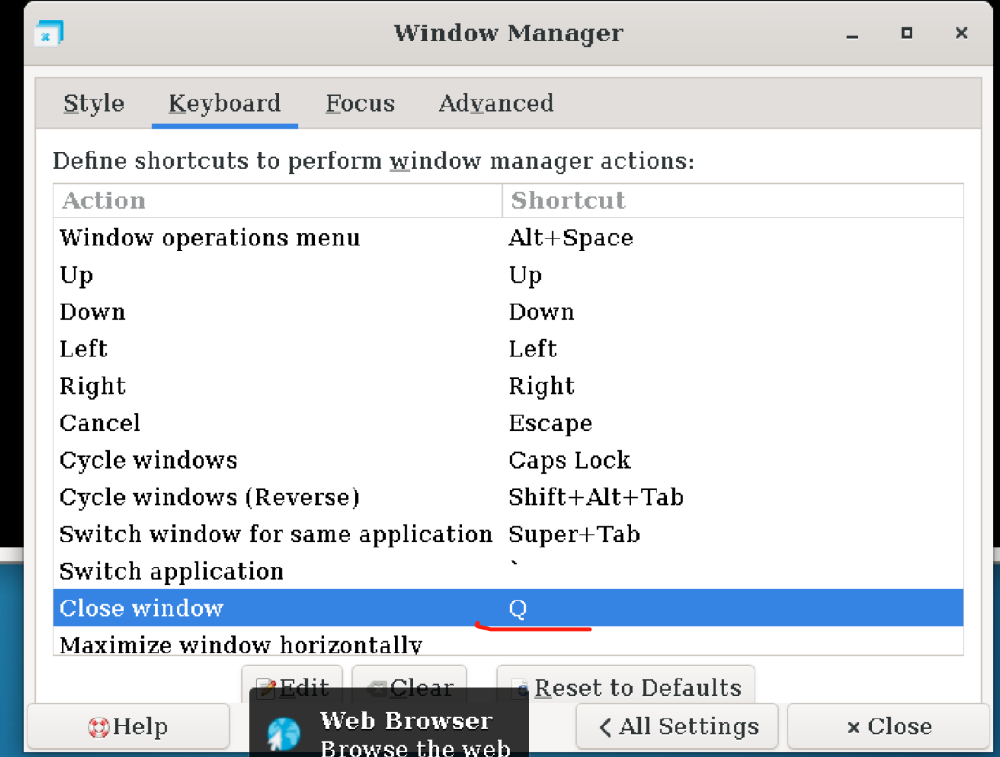 Window Manager
Style Keyboard Focus Advanced
Define shortcuts to perform window manager actions:
Action Shortcut
Window operations menu Alt+Space
Up Up
Down Down
Left Left
Right Right
Cancel Escape
Cycle windows Caps Lock
Cycle windows (Reverse) Shift+Alt+Tab
Switch window for same application Super+Tab
Switch application `
Close window Q
Maximize window horizontally
Edit Clear Reset to Defaults
Help
Web Browser
Browse the web
All Settings
Close